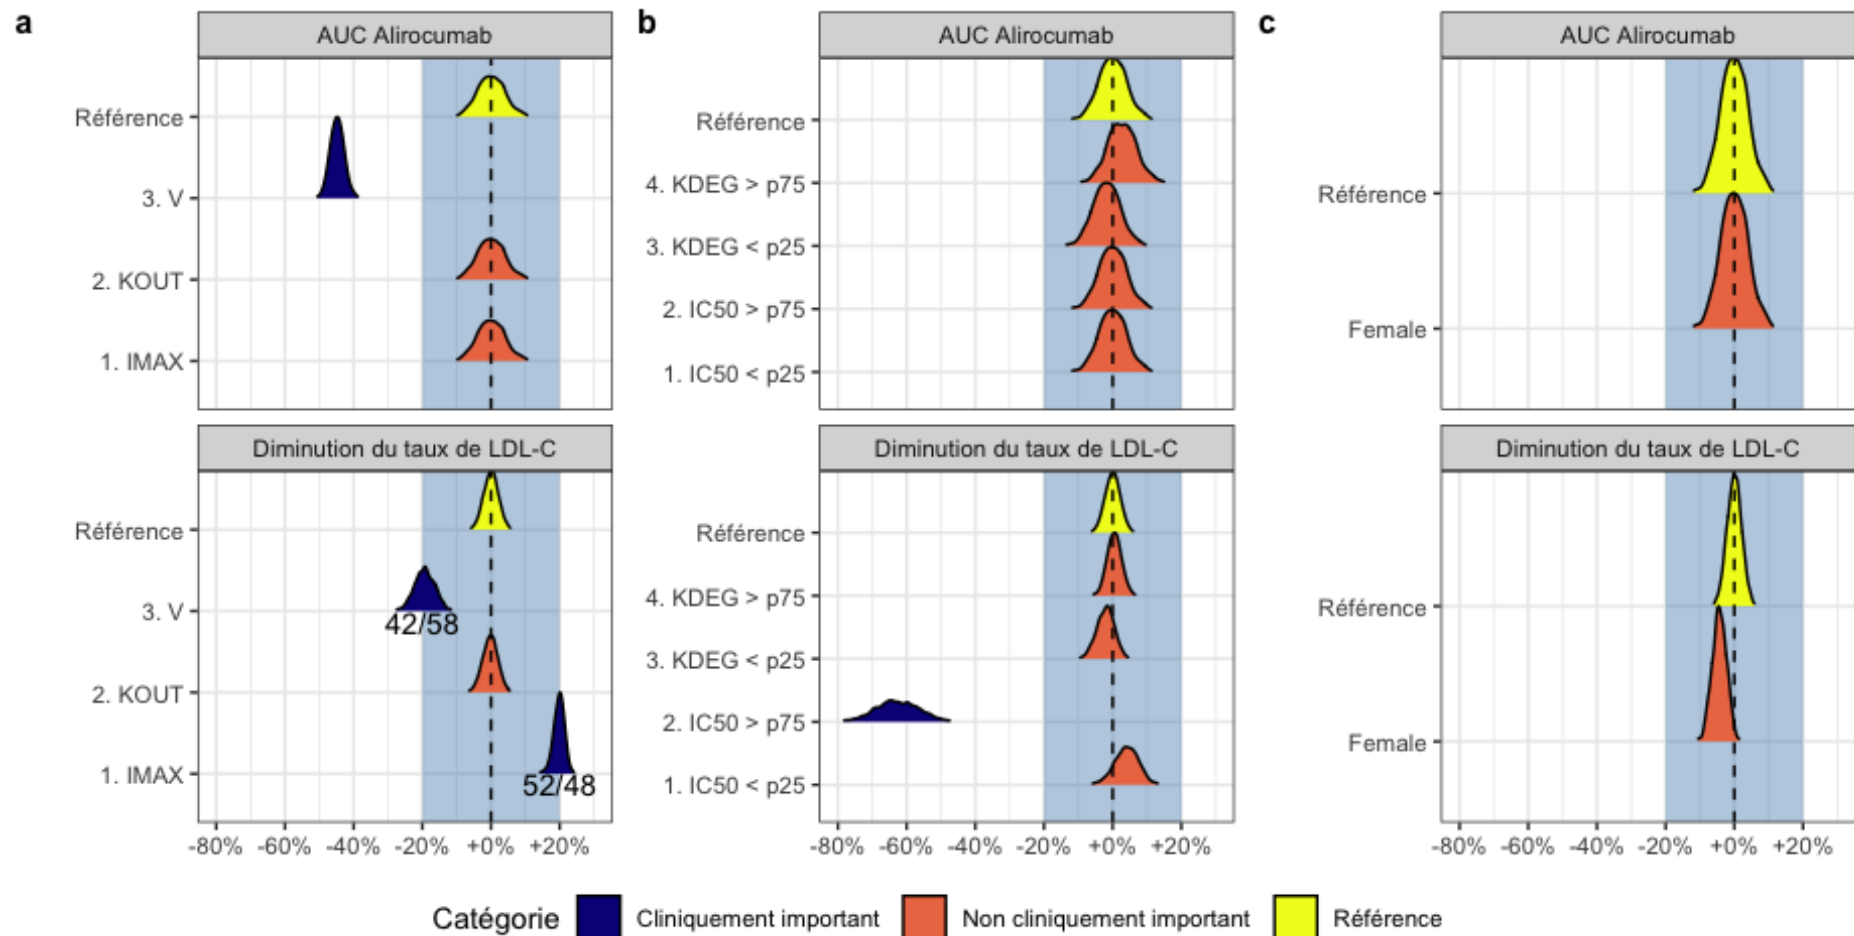 a
AUC Alirocumab
Référence
3. V
2. KOUT
1. IMAX
Diminution du taux de LDL-C
Référence
3. V
42/58
2. KOUT
1. IMAX
52/48
-80% -60% -40% -20% +0% +20%
b
AUC Alirocumab
Référence
4. KDEG > p75
3. KDEG < p25
2. IC50 > p75
1. IC50 < p25
Diminution du taux de LDL-C
Référence
4. KDEG > p75
3. KDEG < p25
2. IC50 > p75
1. IC50 < p25
-80% -60% -40% -20% +0% +20%
c
AUC Alirocumab
Référence
Female
Diminution du taux de LDL-C
Référence
Female
-80% -60% -40% -20% +0% +20%
Catégorie Cliniquement important Non cliniquement important Référence